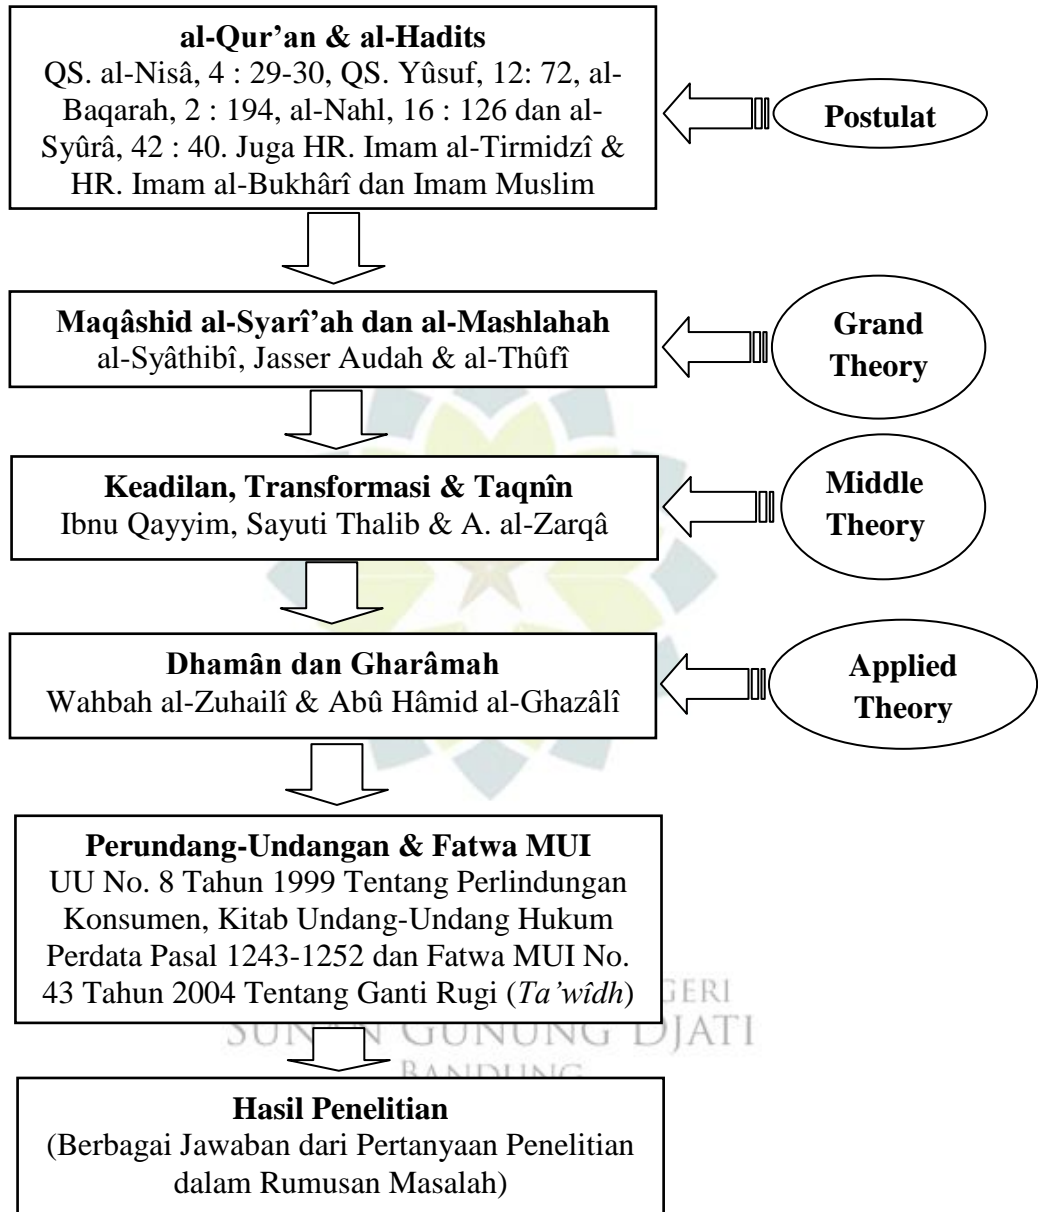 al-Qur’an & al-Hadits
QS. al-Nisâ, 4 : 29-30, QS. Yûsuf, 12: 72, al-
Baqarah, 2 : 194, al-Nahl, 16 : 126 dan al-
Syûrâ, 42 : 40. Juga HR. Imam al-Tirmidzî &
HR. Imam al-Bukhârî dan Imam Muslim
Postulat
Maqâshid al-Syarî’ah dan al-Mashlahah
al-Syâthibî, Jasser Audah & al-Thûfî
Grand
Theory
Keadilan, Transformasi & Taqnîn
Ibnu Qayyim, Sayuti Thalib & A. al-Zarqâ
Middle
Theory
Dhamân dan Gharâmah
Wahbah al-Zuhailî & Abû Hâmid al-Ghazâlî
Applied
Theory
Perundang-Undangan & Fatwa MUI
UU No. 8 Tahun 1999 Tentang Perlindungan
Konsumen, Kitab Undang-Undang Hukum
Perdata Pasal 1243-1252 dan Fatwa MUI No.
43 Tahun 2004 Tentang Ganti Rugi (Ta’wîdh)
SUNAN GUNUNG DJATI
BANDUNG
Hasil Penelitian
(Berbagai Jawaban dari Pertanyaan Penelitian
dalam Rumusan Masalah)